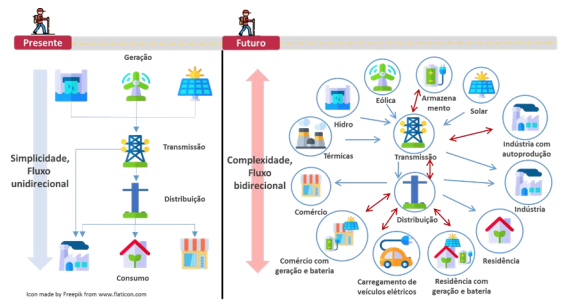 Presente
Geração
Transmissão
Simplicidade,
Fluxo
unidirecional
Distribuição
Consumo
Icon made by Freepik from www.flaticon.com
Futuro
Eólica
Armazena
mento
Solar
Hidro
Indústria com
autoprodução
Térmicas
Transmissão
Complexidade,
Fluxo
bidirecional
Comércio
Indústria
Distribuição
Residência
Comércio com
geração e bateria
Carregamento de
veículos elétricos
Residência com
geração e bateria